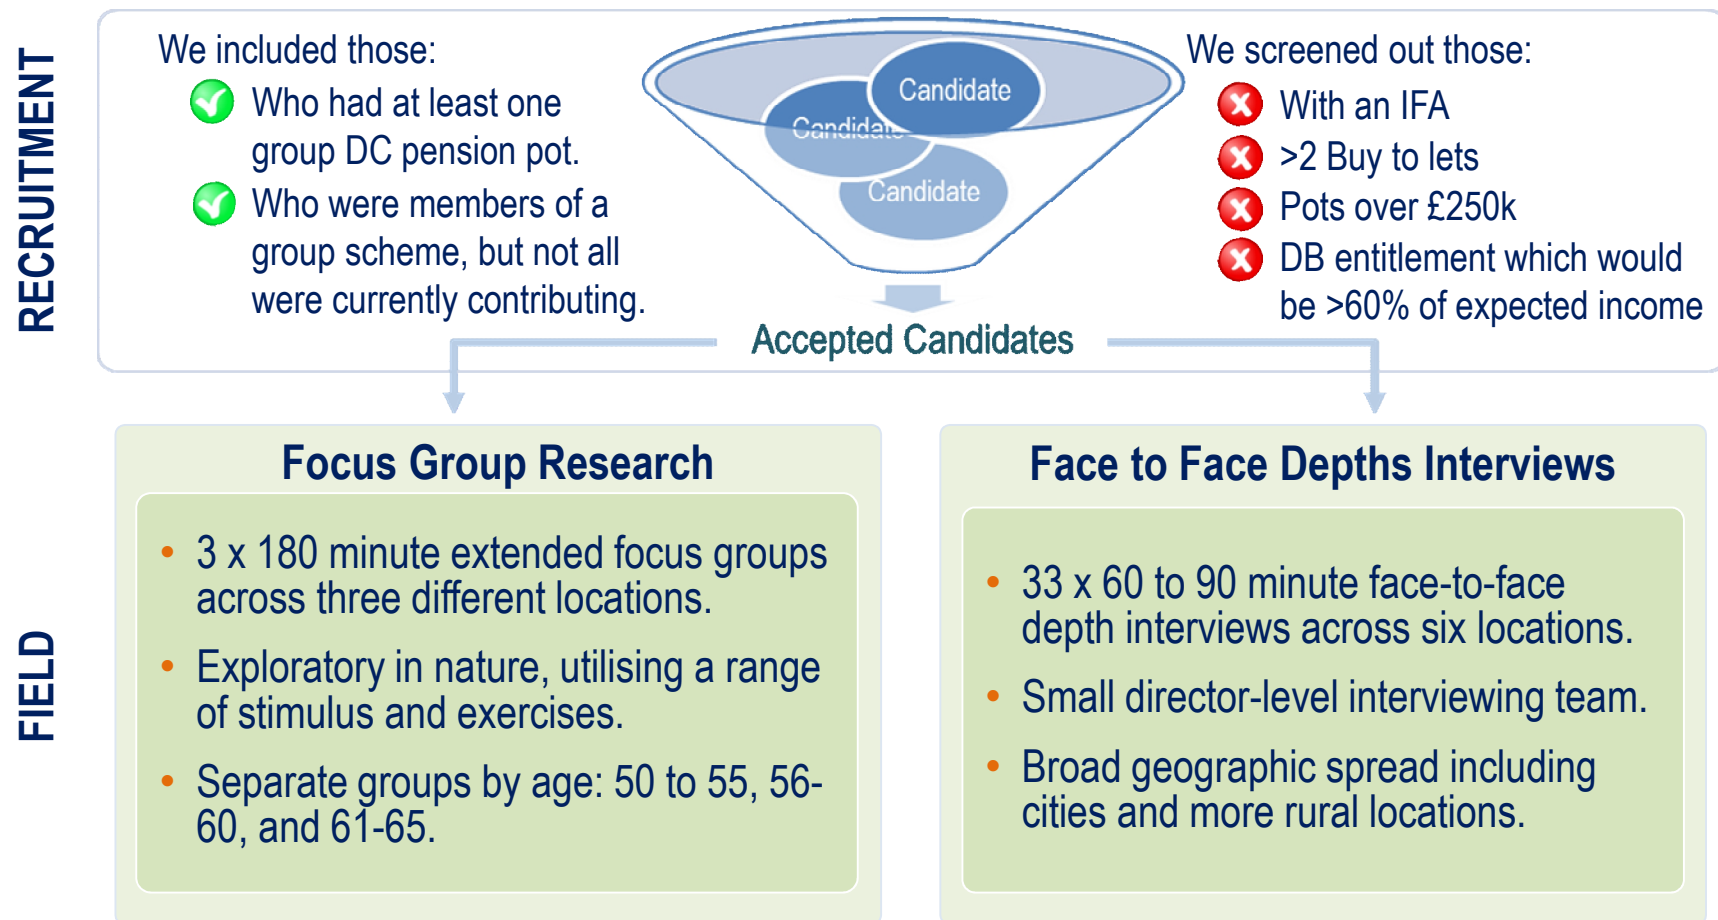 RECRUITMENT
We included those:
Who had at least one
group DC pension pot.
Who were members of a
group scheme, but not all
were currently contributing.
Candidate
Candidate
Candidate
We screened out those:
With an IFA
>2 Buy to lets
Pots over £250k
DB entitlement which would
be >60% of expected income
Accepted Candidates
FIELD
Focus Group Research
• 3 x 180 minute extended focus groups
across three different locations.
• Exploratory in nature, utilising a range
of stimulus and exercises.
• Separate groups by age: 50 to 55, 56-
60, and 61-65.
Face to Face Depths Interviews
• 33 x 60 to 90 minute face-to-face
depth interviews across six locations.
• Small director-level interviewing team.
• Broad geographic spread including
cities and more rural locations.